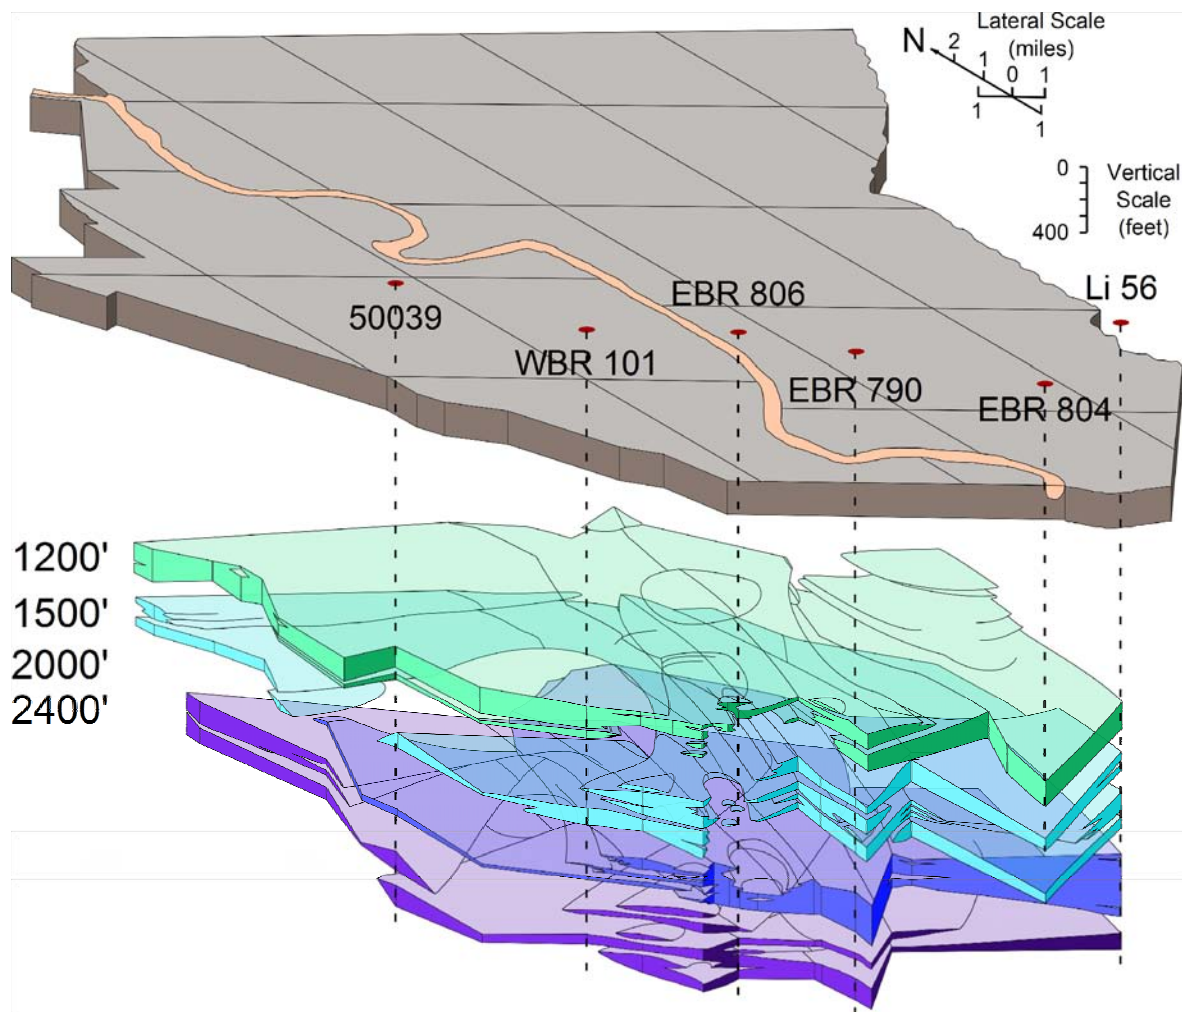 Lateral Scale
(miles)
N
2
1
0
1
1
1
0
400
Vertical
Scale
(feet)
Li 56
EBR 806
50039
WBR 101
EBR 790
EBR 804
1200'
1500'
2000'
2400'